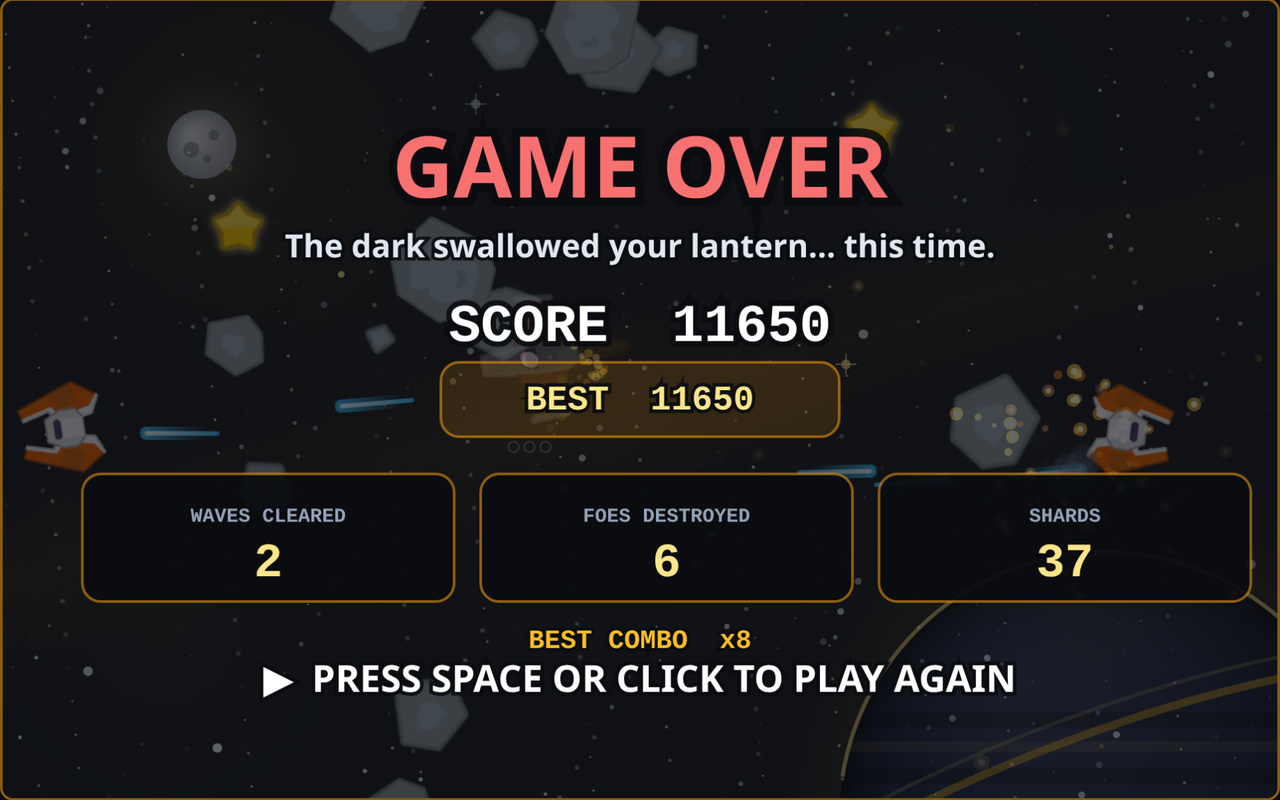 GAME OVER
The dark swallowed your lantern... this time.
SCORE 11650
BEST 11650
WAVES CLEARED
2
FOES DESTROYED
6
SHARDS
37
BEST COMBO x8
▶ PRESS SPACE OR CLICK TO PLAY AGAIN